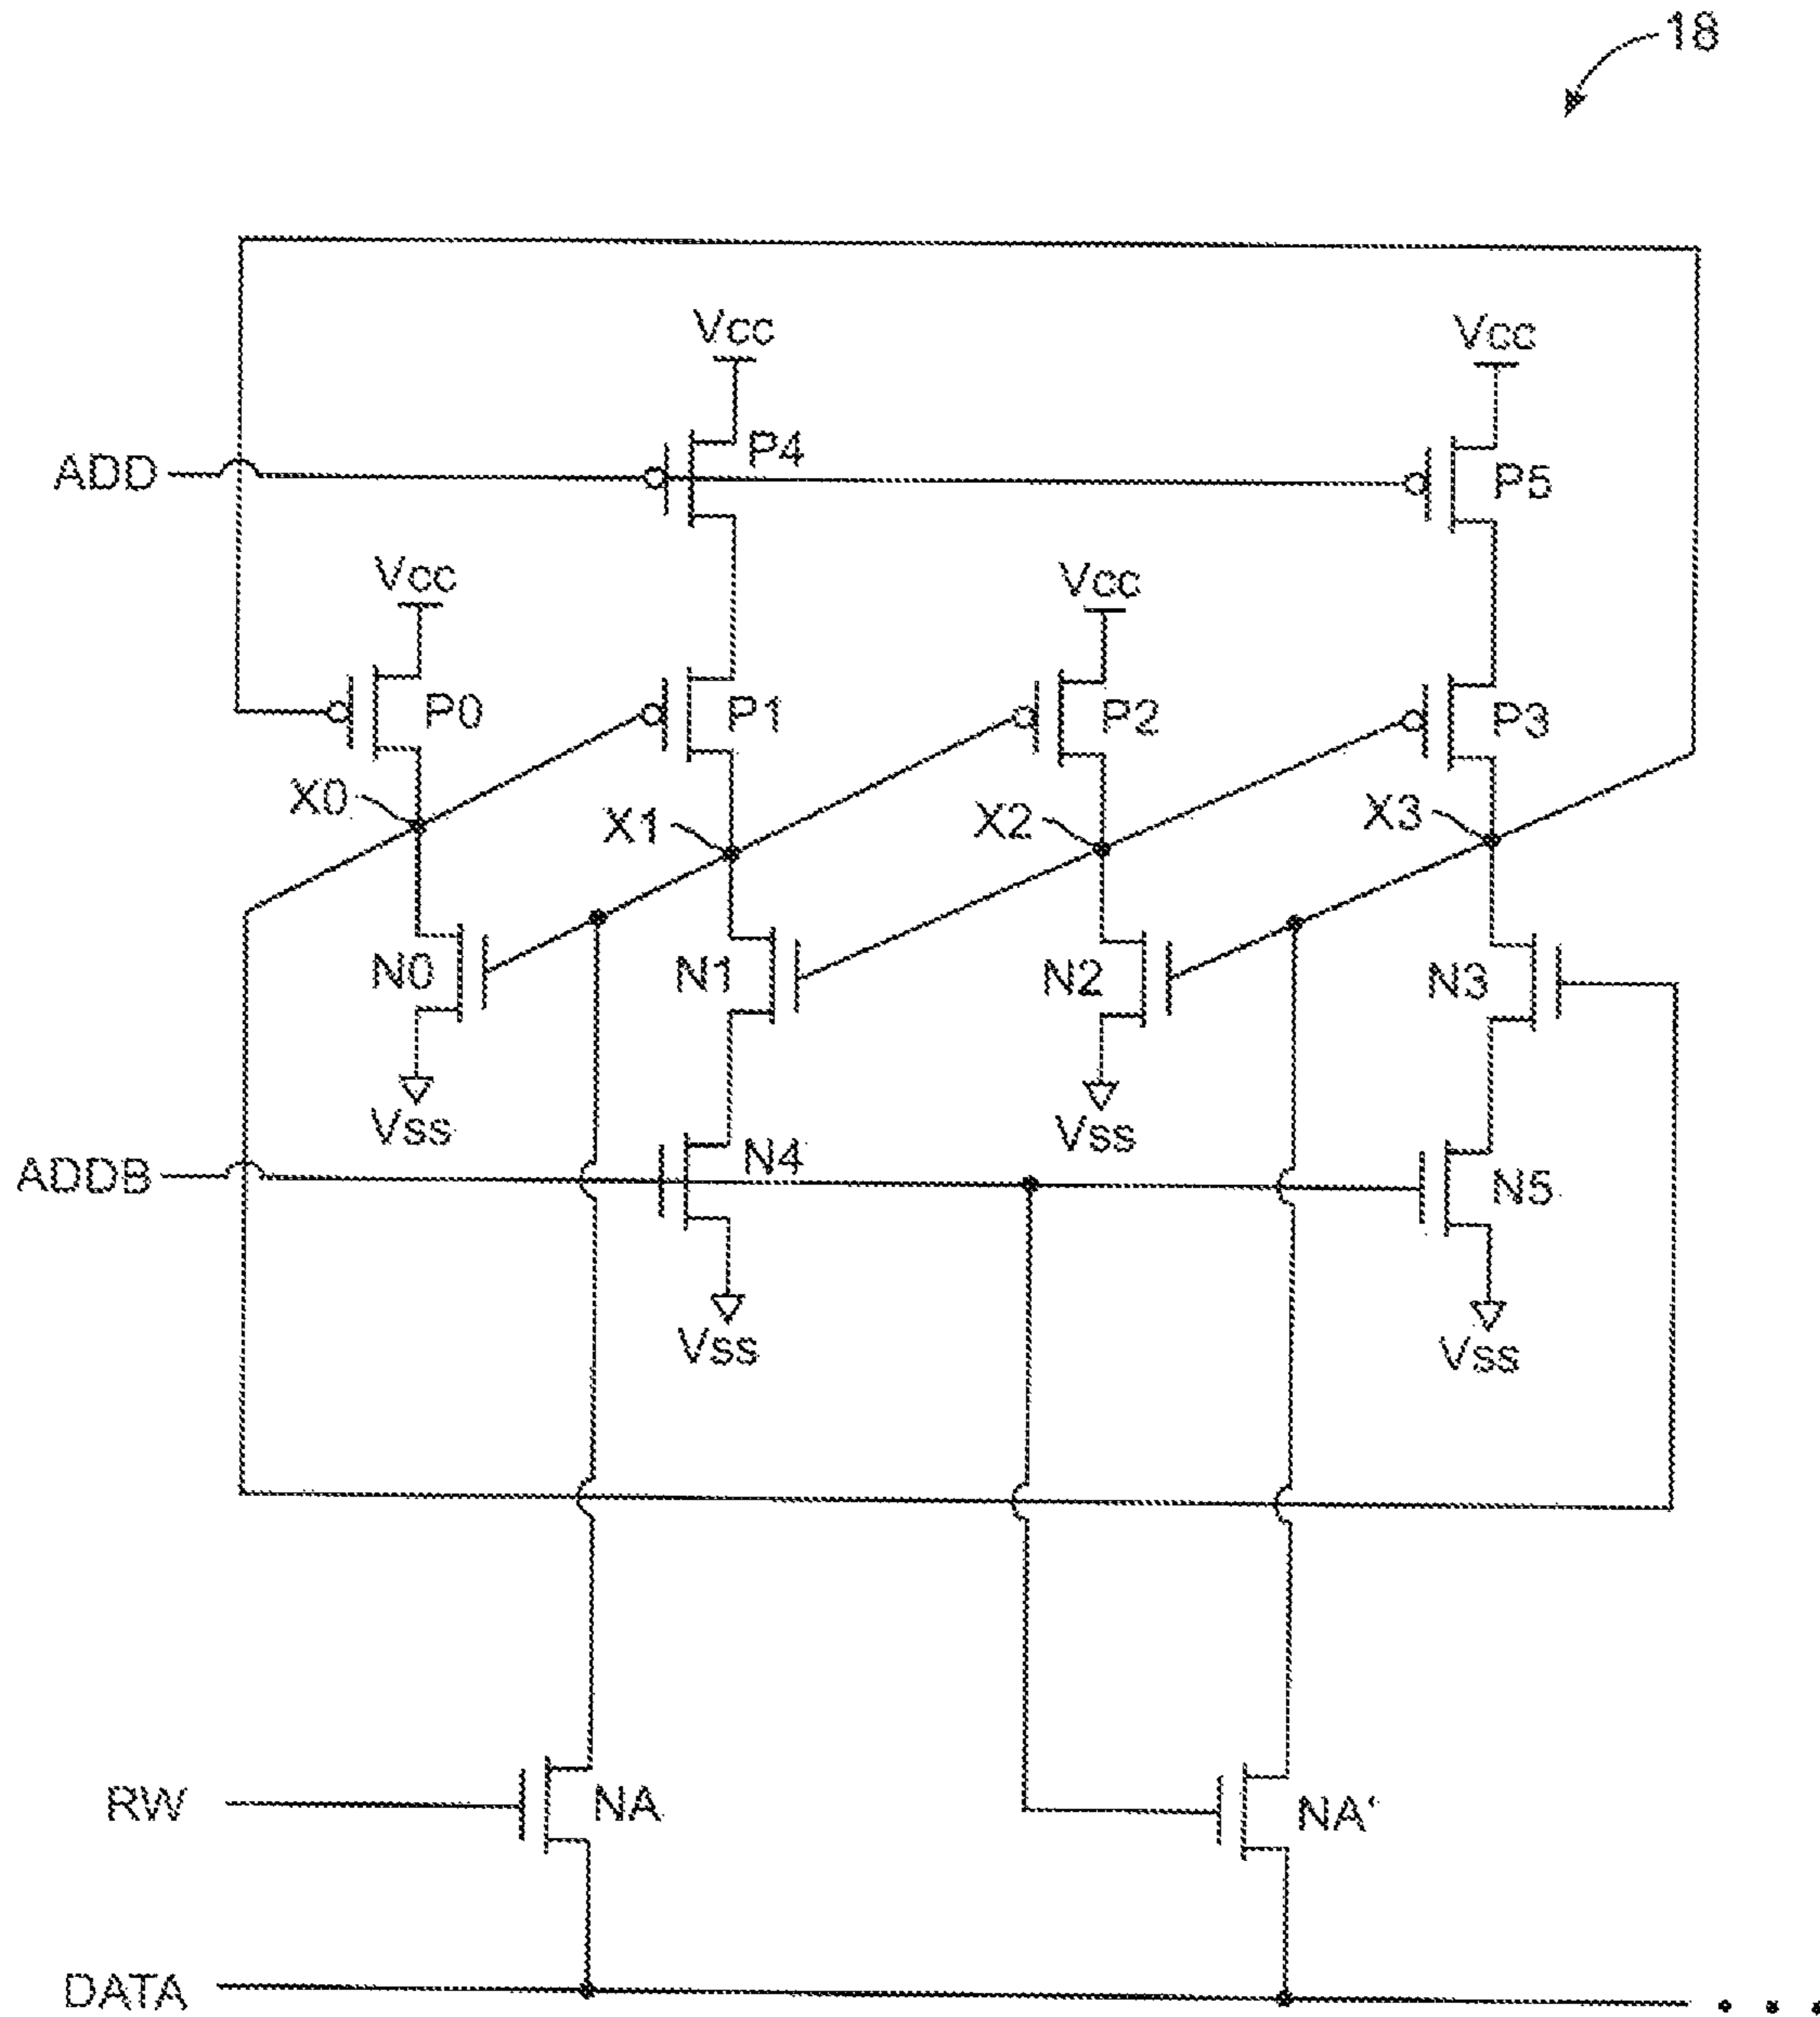 18
Vcc
Vcc
P4
ADD
P5
Vcc
Vcc
P0
P1
P2
P3
X0
X1
X2
X3
N0
N1
N2
N3
Vss
Vss
N4
ADDB
N5
Vss
Vss
RW
NA
NA'
DATA